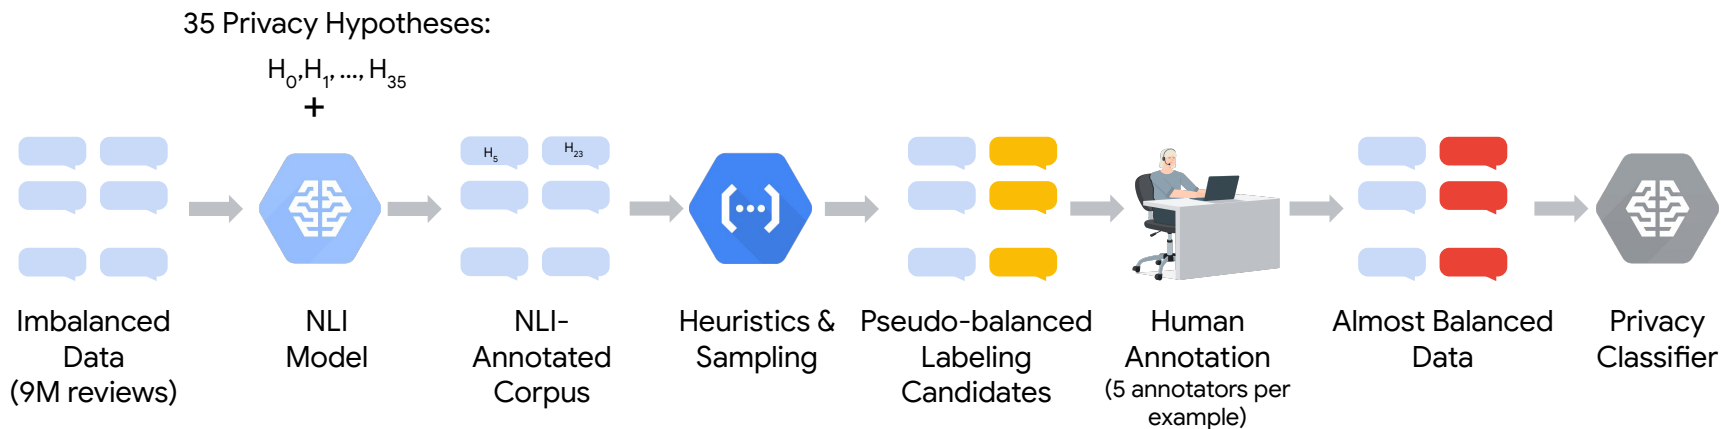 35 Privacy Hypotheses:
H0,H1, ..., H35
+
H5
H23
Imbalanced
Data
(9M reviews)
NLI
Model
NLI-
Annotated
Corpus
Heuristics &
Sampling
Pseudo-balanced
Labeling
Candidates
Human
Annotation
(5 annotators per
example)
Almost Balanced
Data
Privacy
Classifier